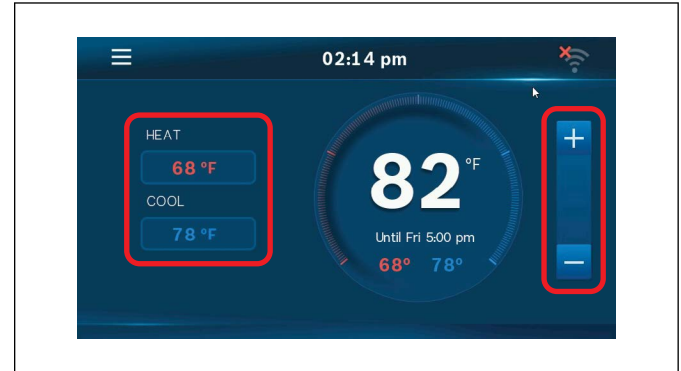 02:14 pm
HEAT
68 °F
COOL
78 °F
82 °F
Until Fri 5:00 pm
68° 78°
+
−